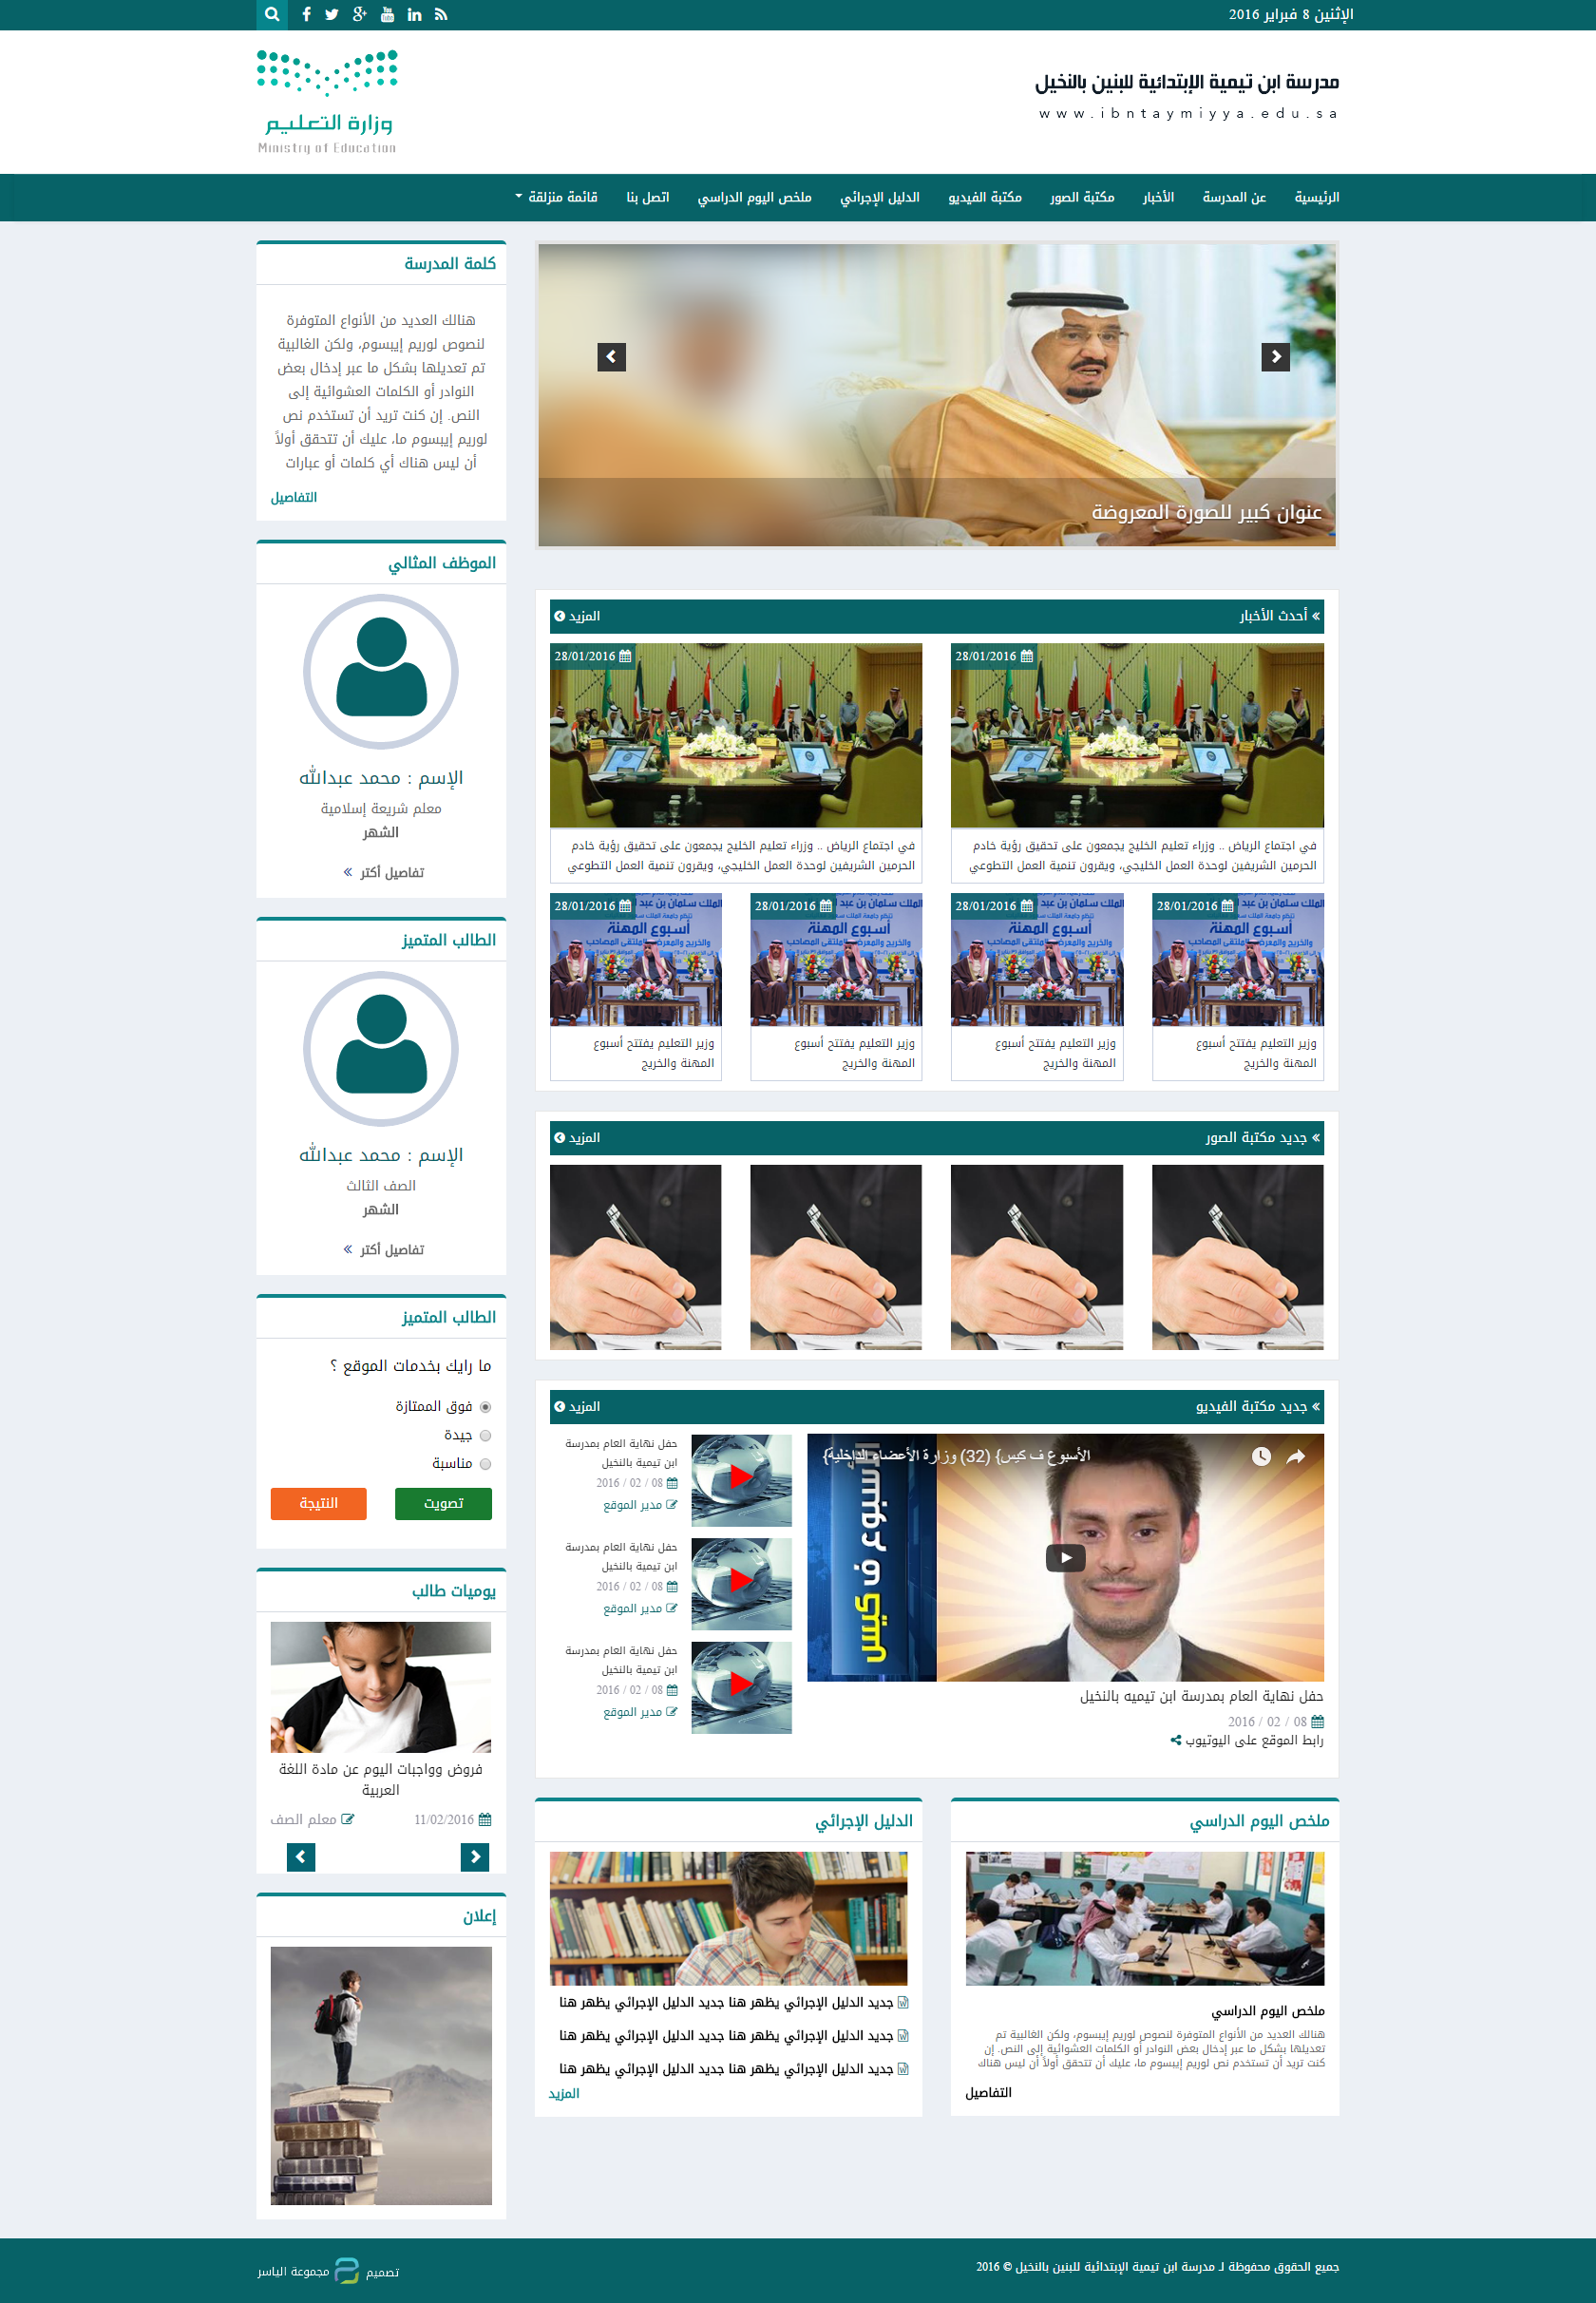 الإثنين 8 فبراير 2016
مدرسة ابن تيمية الإبتدائية للبنين بالنخيل
www.ibntaymiyya.edu.sa
وزارة التعليم
Ministry of Education
الرئيسية
عن المدرسة
الأخبار
مكتبة الصور
مكتبة الفيديو
الدليل الإجرائي
ملخص اليوم الدراسي
اتصل بنا
قائمة منزلقة
عنوان كبير للصورة المعروضة
« أحدث الأخبار
المزيد
28/01/2016
28/01/2016
في اجتماع الرياض .. وزراء تعليم الخليج يجمعون على تحقيق رؤية خادم
الحرمين الشريفين لوحدة العمل الخليجي، ويقرون تنمية العمل التطوعي
في اجتماع الرياض .. وزراء تعليم الخليج يجمعون على تحقيق رؤية خادم
الحرمين الشريفين لوحدة العمل الخليجي، ويقرون تنمية العمل التطوعي
28/01/2016
28/01/2016
28/01/2016
28/01/2016
أسبوع المهنة
أسبوع المهنة
أسبوع المهنة
أسبوع المهنة
وزير التعليم يفتتح أسبوع
المهنة والخريج
وزير التعليم يفتتح أسبوع
المهنة والخريج
وزير التعليم يفتتح أسبوع
المهنة والخريج
وزير التعليم يفتتح أسبوع
المهنة والخريج
« جديد مكتبة الصور
المزيد
« جديد مكتبة الفيديو
المزيد
الأسبوع ف كيس} (32) وزارة الأعضاء الداخلية}
الأسبوع ف كيس
حفل نهاية العام بمدرسة ابن تيميه بالنخيل
08 / 02 / 2016
رابط الموقع على اليوتيوب
حفل نهاية العام بمدرسة
ابن تيمية بالنخيل
08 / 02 / 2016
مدير الموقع
حفل نهاية العام بمدرسة
ابن تيمية بالنخيل
08 / 02 / 2016
مدير الموقع
حفل نهاية العام بمدرسة
ابن تيمية بالنخيل
08 / 02 / 2016
مدير الموقع
ملخص اليوم الدراسي
ملخص اليوم الدراسي
هنالك العديد من الأنواع المتوفرة لنصوص لوريم إيبسوم، ولكن الغالبية تم
تعديلها بشكل ما عبر إدخال بعض النوادر أو الكلمات العشوائية إلى النص. إن
كنت تريد أن تستخدم نص لوريم إيبسوم ما، عليك أن تتحقق أولاً أن ليس هناك
التفاصيل
الدليل الإجرائي
جديد الدليل الإجرائي يظهر هنا جديد الدليل الإجرائي يظهر هنا
جديد الدليل الإجرائي يظهر هنا جديد الدليل الإجرائي يظهر هنا
جديد الدليل الإجرائي يظهر هنا جديد الدليل الإجرائي يظهر هنا
المزيد
كلمة المدرسة
هنالك العديد من الأنواع المتوفرة
لنصوص لوريم إيبسوم، ولكن الغالبية
تم تعديلها بشكل ما عبر إدخال بعض
النوادر أو الكلمات العشوائية إلى
النص. إن كنت تريد أن تستخدم نص
لوريم إيبسوم ما، عليك أن تتحقق أولاً
أن ليس هناك أي كلمات أو عبارات
التفاصيل
الموظف المثالي
الإسم : محمد عبدالله
معلم شريعة إسلامية
الشهر
تفاصيل أكثر »
الطالب المتميز
الإسم : محمد عبدالله
الصف الثالث
الشهر
تفاصيل أكثر »
الطالب المتميز
ما رايك بخدمات الموقع ؟
فوق الممتازة
جيدة
مناسبة
تصويت
النتيجة
يوميات طالب
فروض وواجبات اليوم عن مادة اللغة
العربية
11/02/2016
معلم الصف
إعلان
جميع الحقوق محفوظة لـ مدرسة ابن تيمية الإبتدائية للبنين بالنخيل © 2016
تصميم
مجموعة الياسر